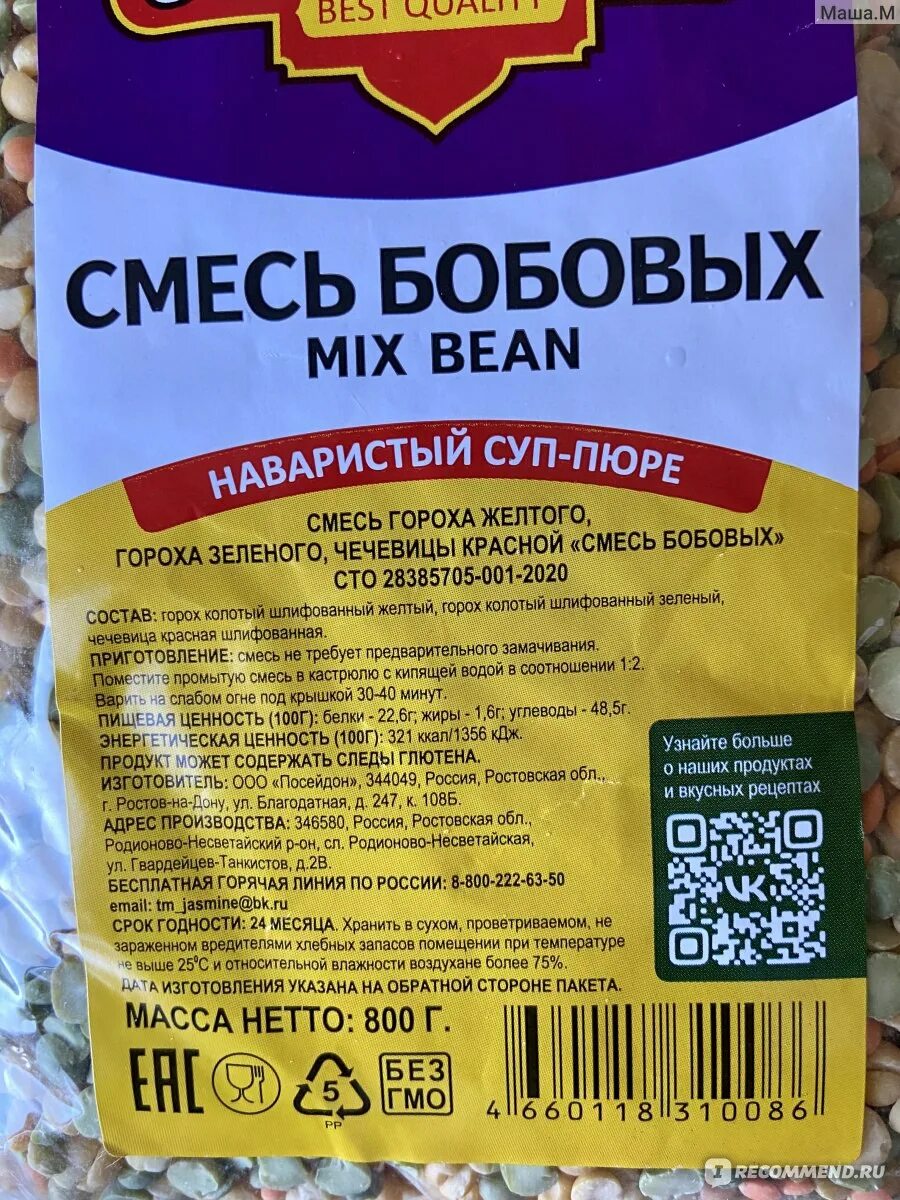 Маша.М
BEST QUALITY
СМЕСЬ БОБОВЫХ
MIX BEAN
НАВАРИСТЫЙ СУП-ПЮРЕ
СМЕСЬ ГОРОХА ЖЕЛТОГО,
ГОРОХА ЗЕЛЕНОГО, ЧЕЧЕВИЦЫ КРАСНОЙ «СМЕСЬ БОБОВЫХ»
СТО 28385705-001-2020
СОСТАВ: горох колотый шлифованный желтый, горох колотый шлифованный зеленый,
чечевица красная шлифованная.
ПРИГОТОВЛЕНИЕ: смесь не требует предварительного замачивания.
Поместите промытую смесь в кастрюлю с кипящей водой в соотношении 1:2.
Варить на слабом огне под крышкой 30-40 минут.
ПИЩЕВАЯ ЦЕННОСТЬ (100Г): белки - 22,6г; жиры - 1,6г; углеводы - 48,5г.
ЭНЕРГЕТИЧЕСКАЯ ЦЕННОСТЬ (100Г): 321 ккал/1356 кДж.
ПРОДУКТ МОЖЕТ СОДЕРЖАТЬ СЛЕДЫ ГЛЮТЕНА.
ИЗГОТОВИТЕЛЬ: ООО «Посейдон», 344049, Россия, Ростовская обл.,
г. Ростов-на-Дону, ул. Благодатная, д. 247, к. 108Б.
АДРЕС ПРОИЗВОДСТВА: 346580, Россия, Ростовская обл.,
Родионово-Несветайский р-он, сл. Родионово-Несветайская,
ул. Гвардейцев-Танкистов, д.2В.
БЕСПЛАТНАЯ ГОРЯЧАЯ ЛИНИЯ ПО РОССИИ: 8-800-222-63-50
email: tm_jasmine@bk.ru
СРОК ГОДНОСТИ: 24 МЕСЯЦА. Хранить в сухом, проветриваемом, не
зараженном вредителями хлебных запасов помещении при температуре
не выше 25⁰С и относительной влажности воздухане более 75%.
ДАТА ИЗГОТОВЛЕНИЯ УКАЗАНА НА ОБРАТНОЙ СТОРОНЕ ПАКЕТА.
Узнайте больше
о наших продуктах
и вкусных рецептах
МАССА НЕТТО: 800 Г.
EAC
5
PP
БЕЗ
ГМО
4 660118 310086
IRECOMMEND.RU